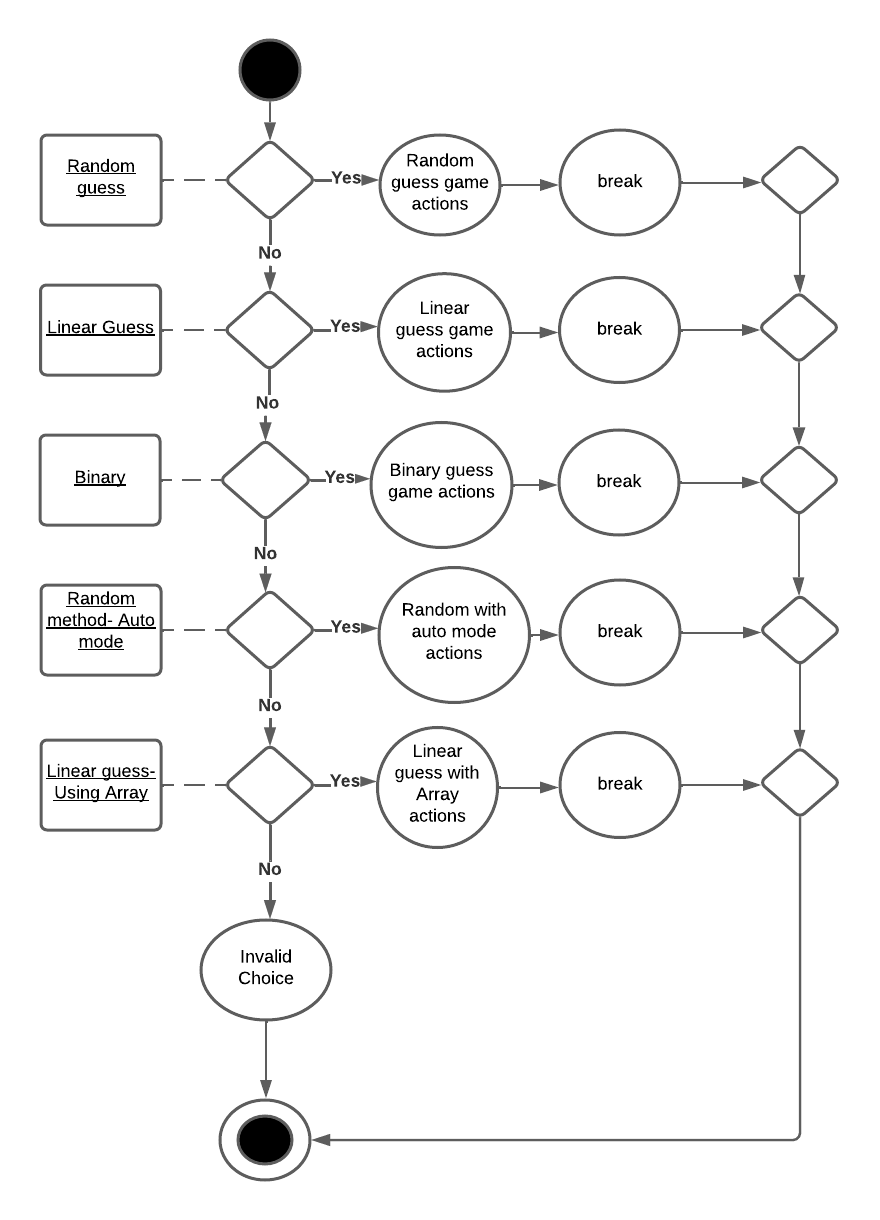 Random
guess
Yes
Random
guess game
actions
break
No
Linear Guess
Yes
Linear
guess game
actions
break
No
Binary
Yes
Binary guess
game actions
break
No
Random
method- Auto
mode
Yes
Random with
auto mode
actions
break
No
Linear guess-
Using Array
Yes
Linear
guess with
Array
actions
break
No
Invalid
Choice